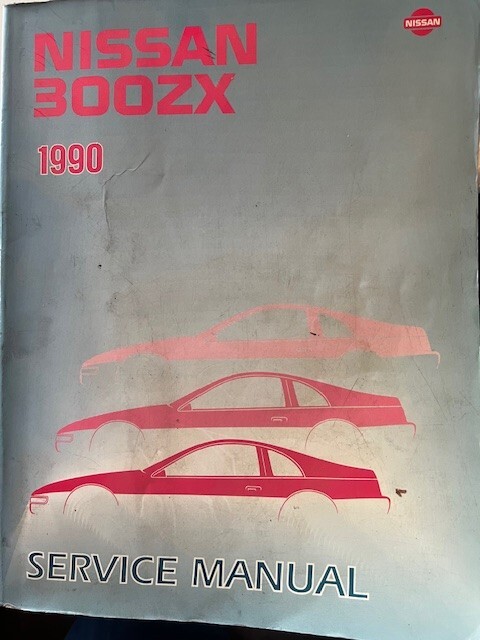 NISSAN
NISSAN
300ZX
1990
SERVICE MANUAL